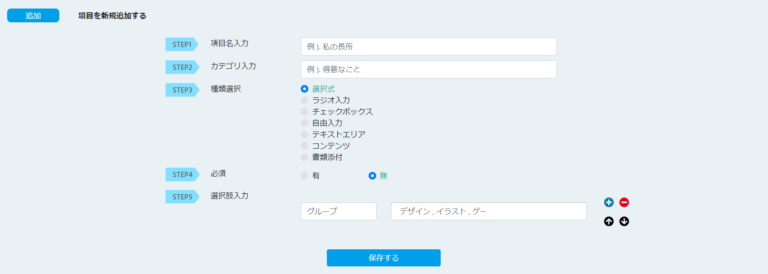 追加 項目を新規追加する
STEP1 項目名入力 例 ). 私の長所
STEP2 カテゴリ入力 例 ). 得意なこと
STEP3 種類選択 選択式
ラジオ入力
チェックボックス
自由入力
テキストエリア
コンテンツ
書類添付
STEP4 必須 有 無
STEP5 選択肢入力
グループ デザイン , イラスト , ゲー
保存する